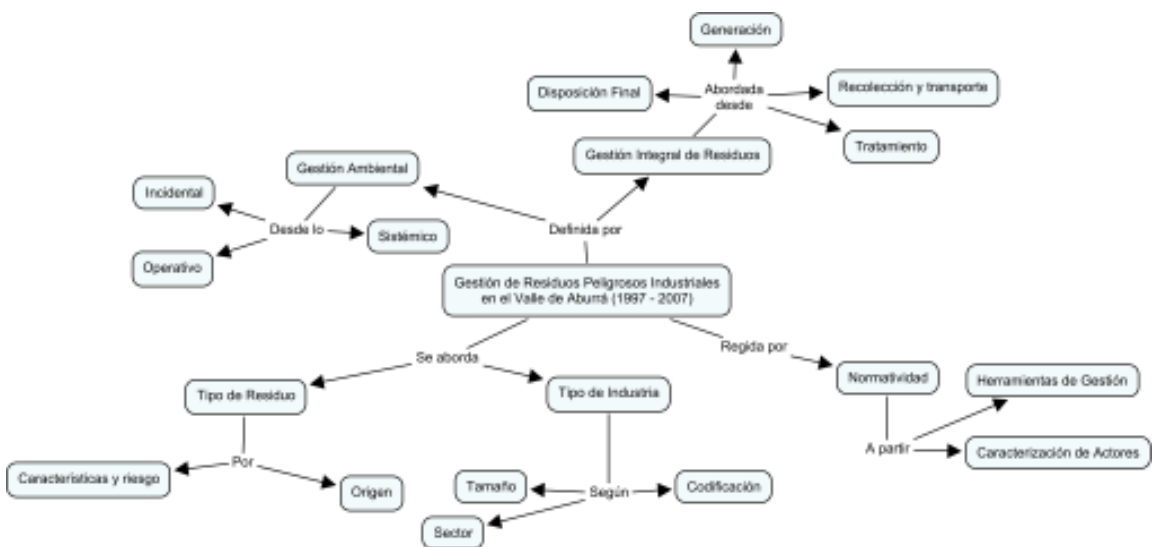 Generación
Disposición Final
Abordada
desde
Recolección y transporte
Tratamiento
Gestión Integral de Residuos
Gestión Ambiental
Incidental
Desde lo
Sistémico
Operativo
Definida por
Gestión de Residuos Peligrosos Industriales
en el Valle de Aburrá (1997 - 2007)
Se aborda
Regida por
Tipo de Residuo
Tipo de Industria
Normatividad
Herramientas de Gestión
A partir
Caracterización de Actores
Por
Características y riesgo
Origen
Tamaño
Según
Codificación
Sector